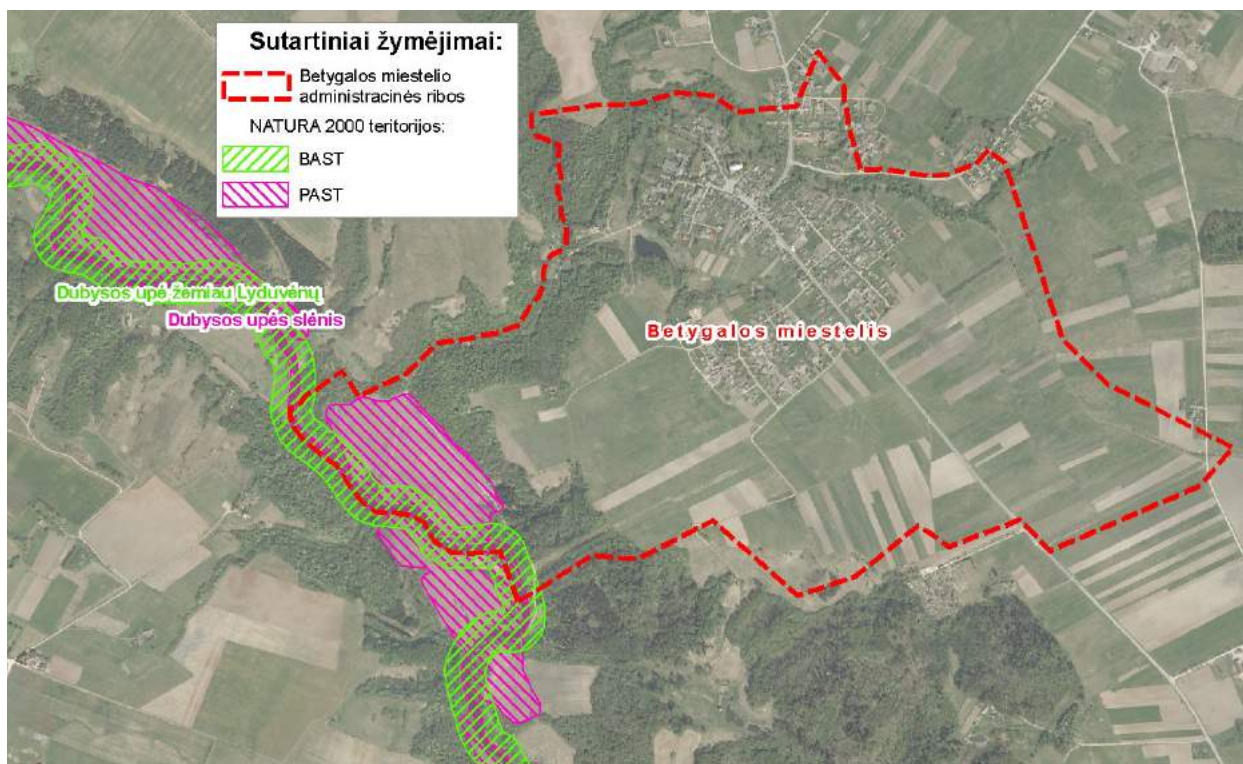 Sutartiniai žymėjimai:
Betygalos miestelio
administracinės ribos
NATURA 2000 teritorijos:
BAST
PAST
Dubysos upė žemiau Lyduvėnų
Dubysos upės slėnis
Betygalos miestelis